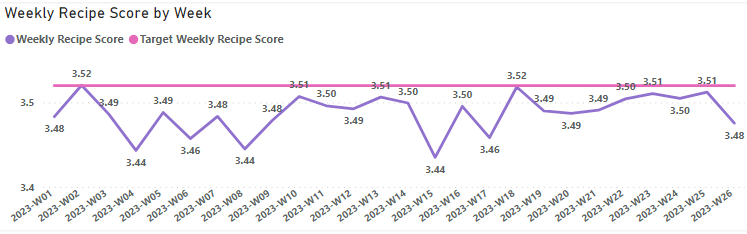 Weekly Recipe Score by Week
Weekly Recipe Score Target Weekly Recipe Score
3.5
3.4
3.48
3.52
3.49
3.44
3.49
3.46
3.48
3.44
3.48
3.51
3.50
3.49
3.51
3.50
3.44
3.50
3.46
3.52
3.49
3.49
3.49
3.50
3.51
3.50
3.51
3.48
2023-W01
2023-W02
2023-W03
2023-W04
2023-W05
2023-W06
2023-W07
2023-W08
2023-W09
2023-W10
2023-W11
2023-W12
2023-W13
2023-W14
2023-W15
2023-W16
2023-W17
2023-W18
2023-W19
2023-W20
2023-W21
2023-W22
2023-W23
2023-W24
2023-W25
2023-W26